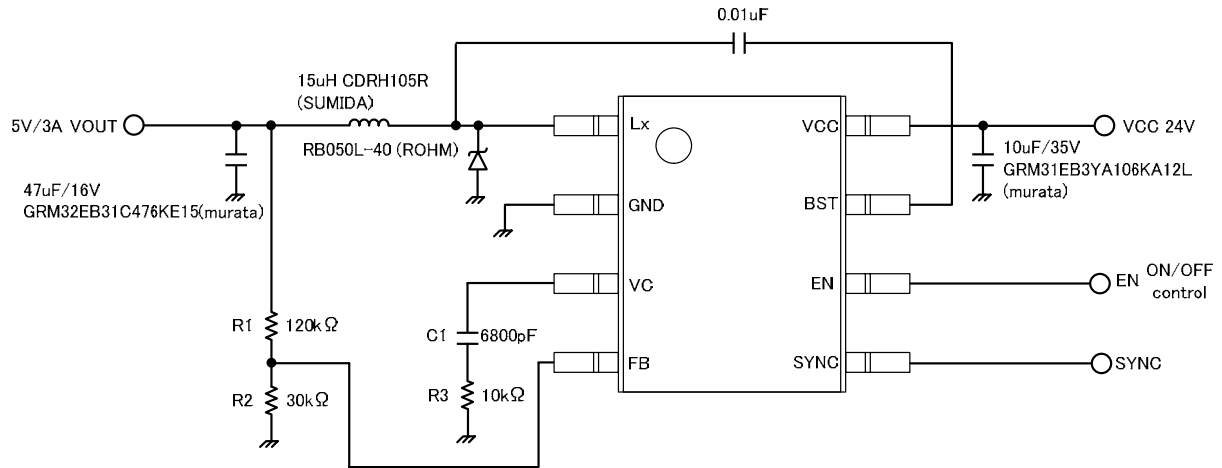 0.01uF
15uH CDRH105R
(SUMIDA)
5V/3A VOUT
Lx
VCC
VCC 24V
RB050L-40 (ROHM)
10uF/35V
GRM31EB3YA106KA12L
(murata)
47uF/16V
GRM32EB31C476KE15(murata)
GND
BST
VC
EN
EN
ON/OFF
control
R1
120kΩ
C1
6800pF
FB
SYNC
SYNC
R2
30kΩ
R3
10kΩ